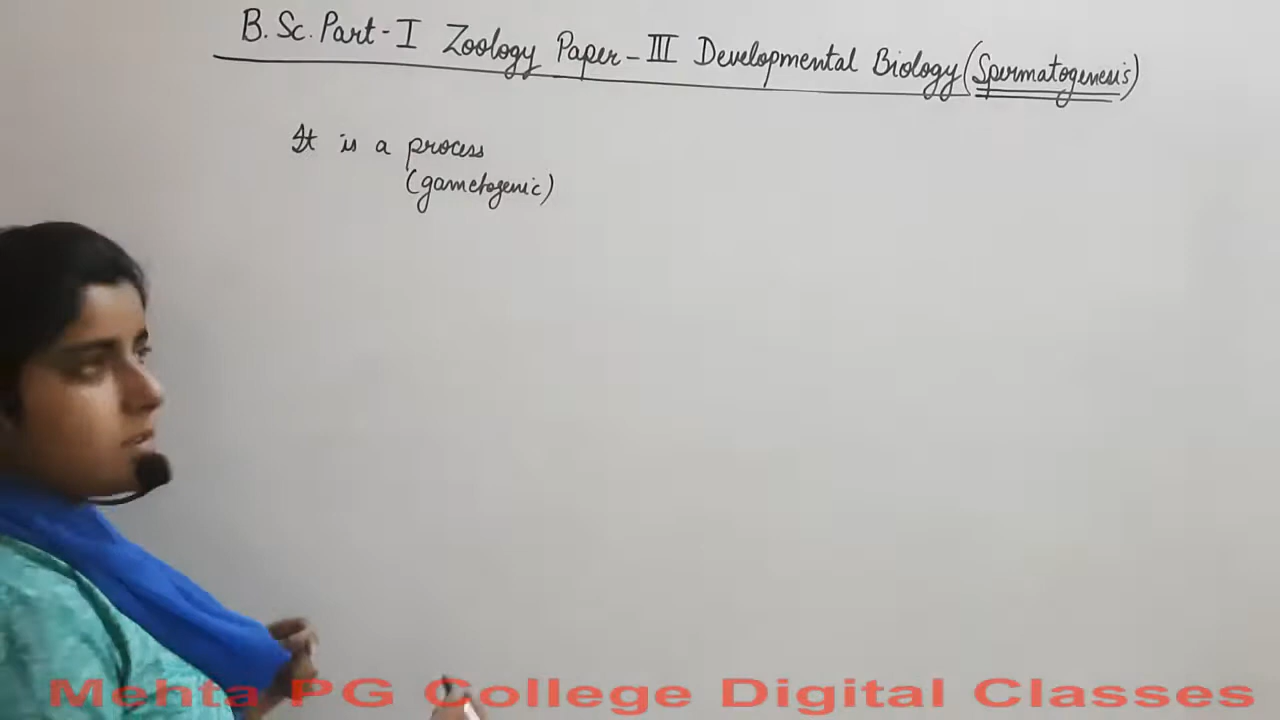 B. Sc. Part - I Zoology Paper - III Developmental Biology (Spermatogenesis)
It is a process
(gametogenic)
Mehta PG College Digital Classes